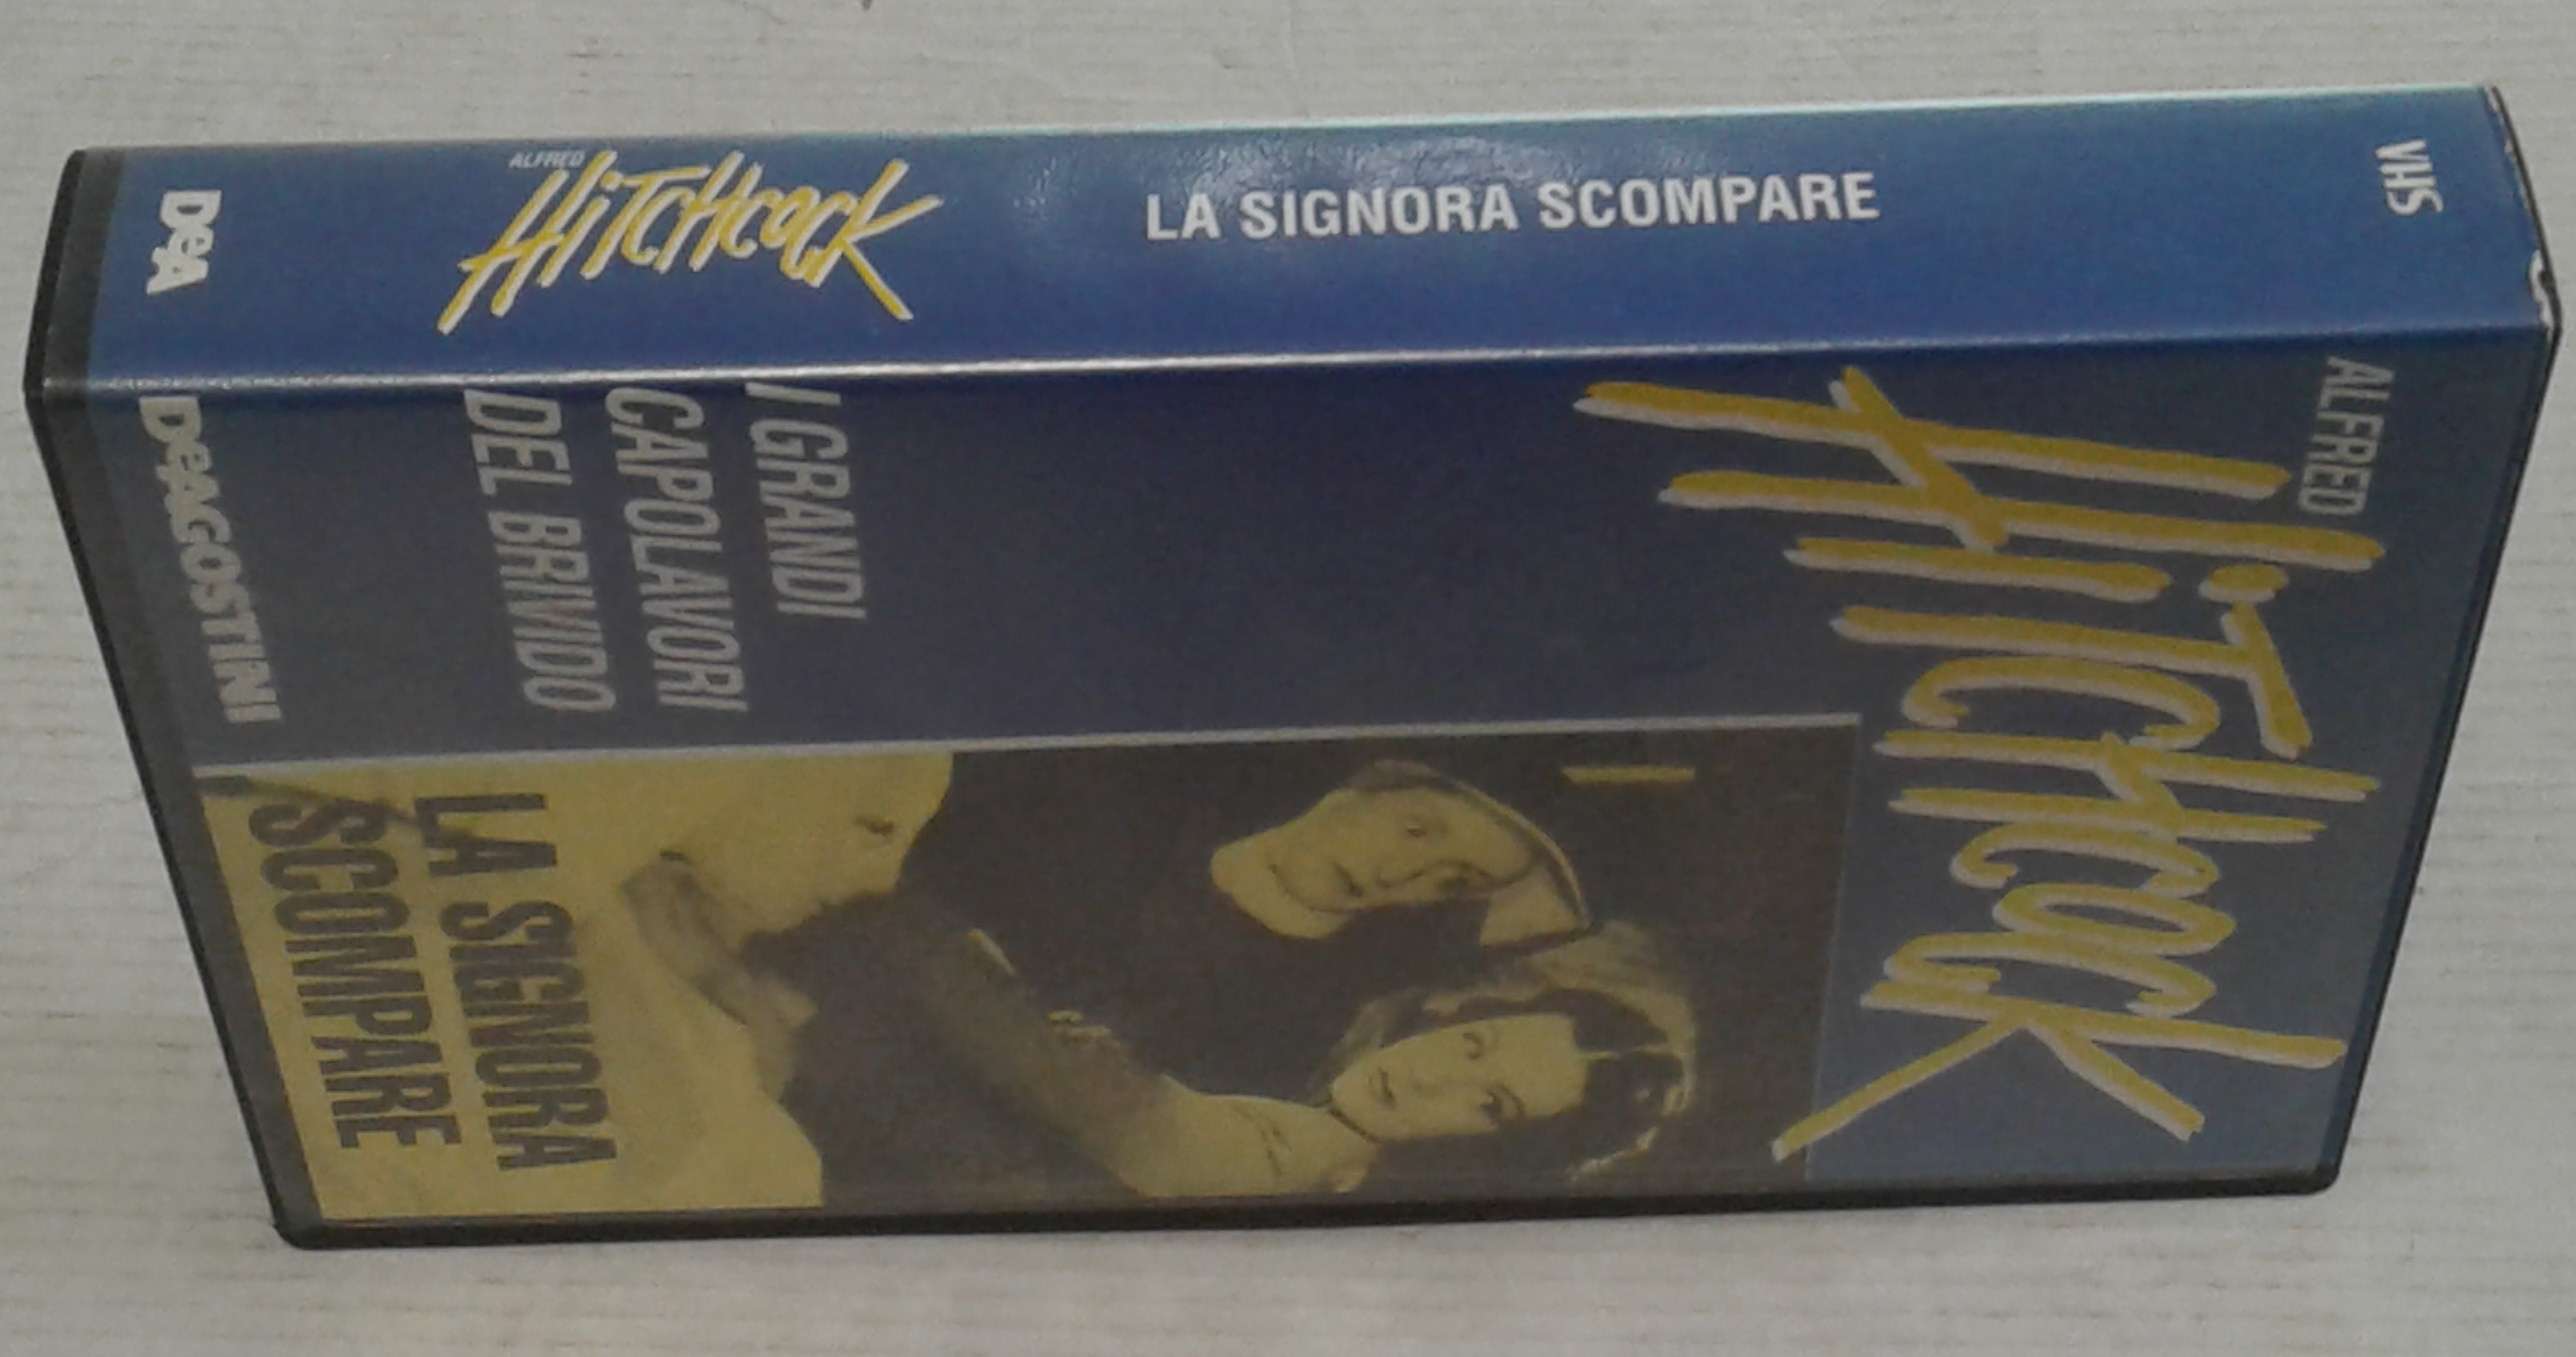 DeA
ALFRED
HiTCHcocK
LA SIGNORA SCOMPARE
VHS
ALFRED
HiTCHcocK
I GRANDI
CAPOLAVORI
DEL BRIVIDO
LA SIGNORA
SCOMPARE
DeAGOSTINI